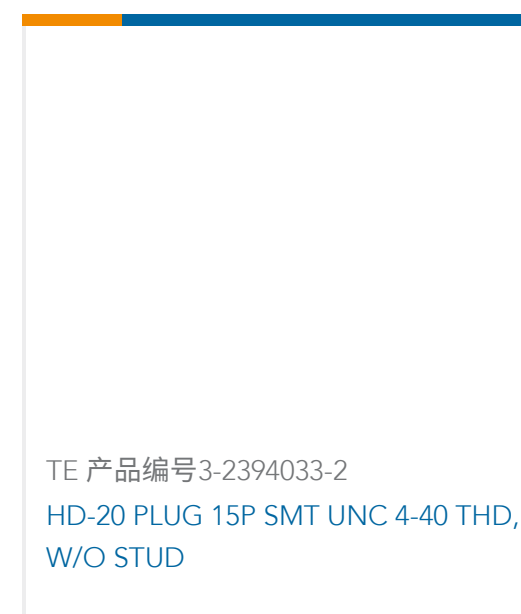 TE 产品编号3-2394033-2
HD-20 PLUG 15P SMT UNC 4-40 THD,
W/O STUD